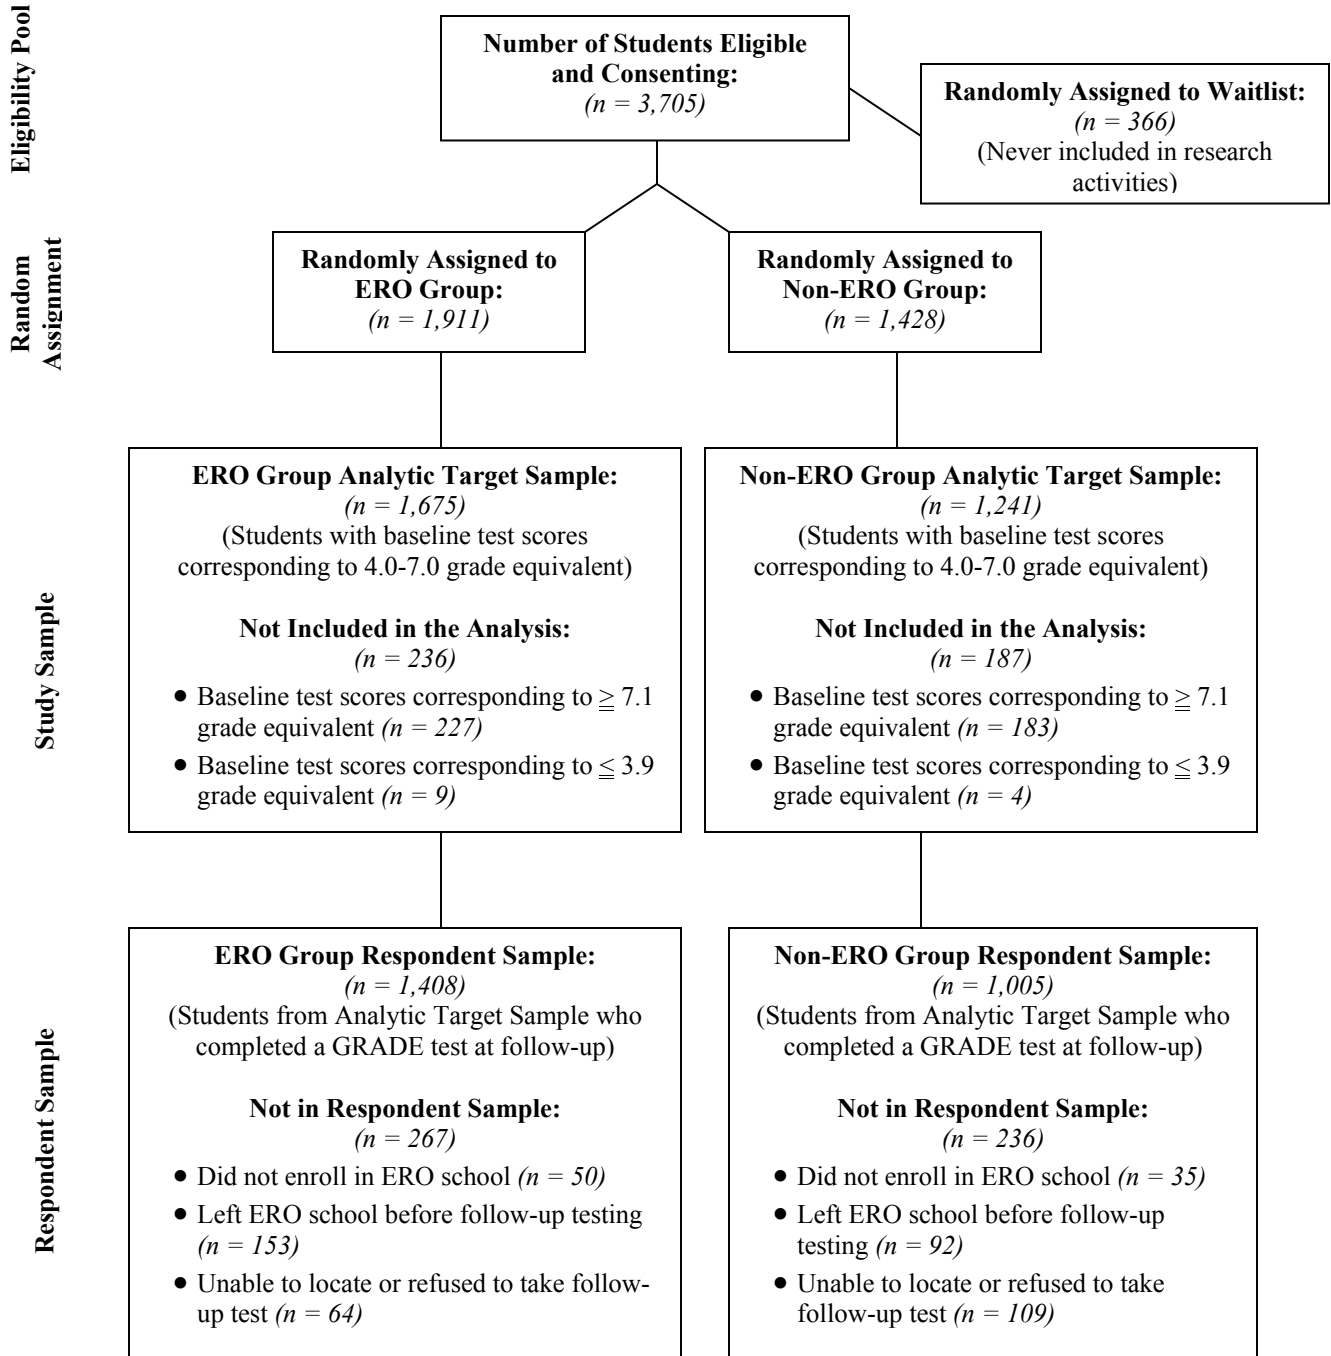 Eligibility Pool
Number of Students Eligible
and Consenting:
(n = 3,705)
Randomly Assigned to Waitlist:
(n = 366)
(Never included in research
activities)
Random
Assignment
Randomly Assigned to
ERO Group:
(n = 1,911)
Randomly Assigned to
Non-ERO Group:
(n = 1,428)
Study Sample
ERO Group Analytic Target Sample:
(n = 1,675)
(Students with baseline test scores
corresponding to 4.0-7.0 grade equivalent)
Not Included in the Analysis:
(n = 236)
• Baseline test scores corresponding to ≧ 7.1
grade equivalent (n = 227)
• Baseline test scores corresponding to ≦ 3.9
grade equivalent (n = 9)
Non-ERO Group Analytic Target Sample:
(n = 1,241)
(Students with baseline test scores
corresponding to 4.0-7.0 grade equivalent)
Not Included in the Analysis:
(n = 187)
• Baseline test scores corresponding to ≧ 7.1
grade equivalent (n = 183)
• Baseline test scores corresponding to ≦ 3.9
grade equivalent (n = 4)
Respondent Sample
ERO Group Respondent Sample:
(n = 1,408)
(Students from Analytic Target Sample who
completed a GRADE test at follow-up)
Not in Respondent Sample:
(n = 267)
• Did not enroll in ERO school (n = 50)
• Left ERO school before follow-up testing
(n = 153)
• Unable to locate or refused to take follow-
up test (n = 64)
Non-ERO Group Respondent Sample:
(n = 1,005)
(Students from Analytic Target Sample who
completed a GRADE test at follow-up)
Not in Respondent Sample:
(n = 236)
• Did not enroll in ERO school (n = 35)
• Left ERO school before follow-up
testing (n = 92)
• Unable to locate or refused to take
follow-up test (n = 109)